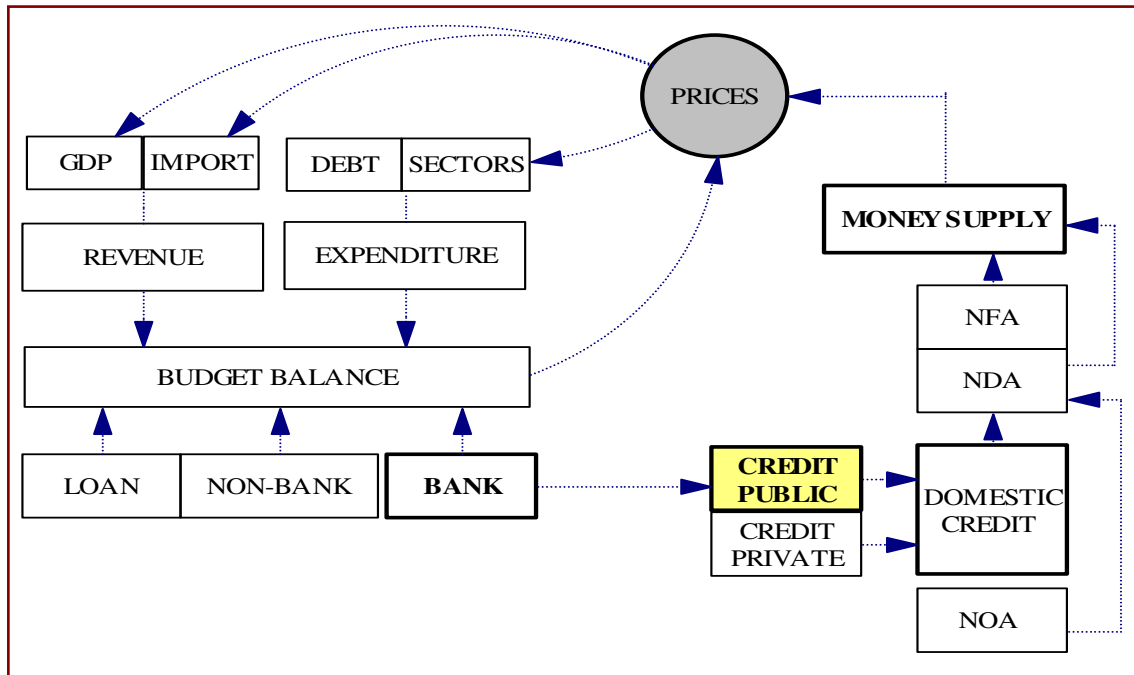 PRICES
GDP
IMPORT
DEBT
SECTORS
MONEY SUPPLY
REVENUE
EXPENDITURE
NFA
BUDGET BALANCE
NDA
LOAN
NON-BANK
BANK
CREDIT
PUBLIC
CREDIT
PRIVATE
DOMESTIC
CREDIT
NOA